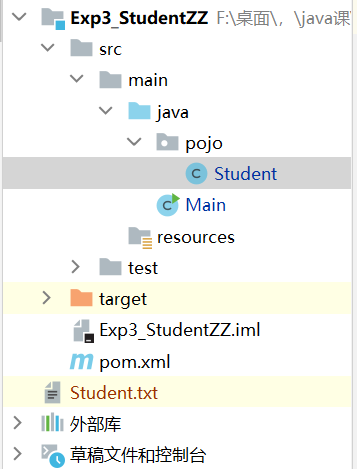 Exp3_StudentZZ F:\桌面\，\java课
src
main
java
pojo
C Student
C Main
resources
test
target
Exp3_StudentZZ.iml
m pom.xml
Student.txt
外部库
草稿文件和控制台